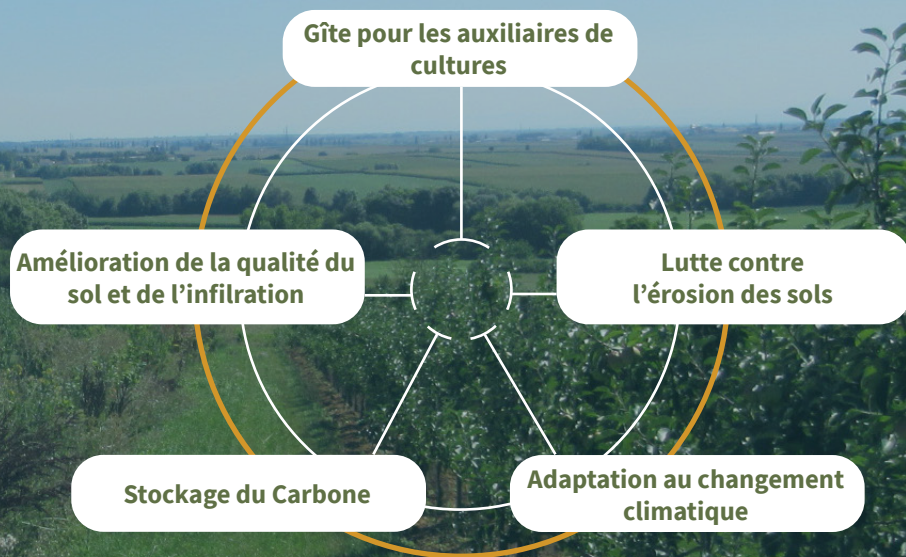 Gîte pour les auxiliaires de
cultures
Amélioration de la qualité du
sol et de l'infilration
Lutte contre
l'érosion des sols
Stockage du Carbone
Adaptation au changement
climatique